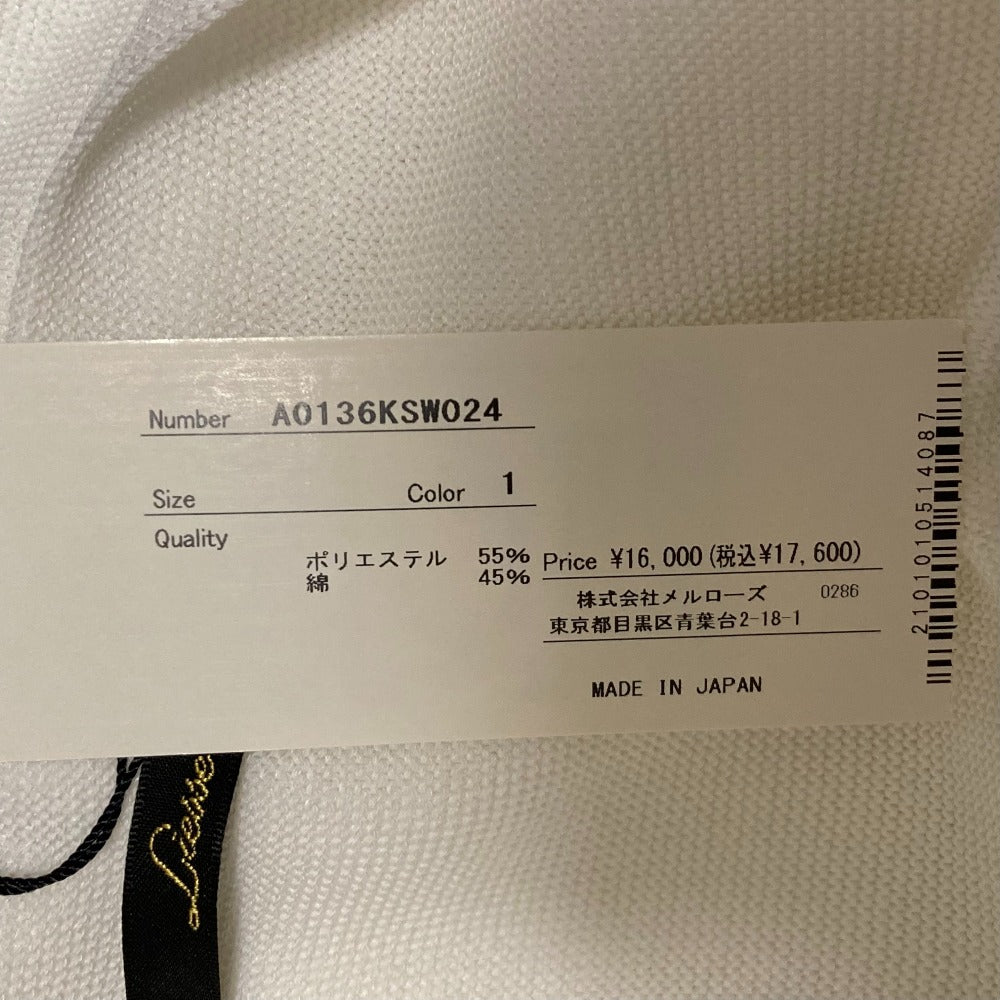 Number A0136KSW024
Size Color 1
Quality
ポリエステル 55%
綿 45%
Price ¥16,000(税込¥17,600)
株式会社メルローズ 0286
東京都目黒区青葉台2-18-1
MADE IN JAPAN
2101010514087